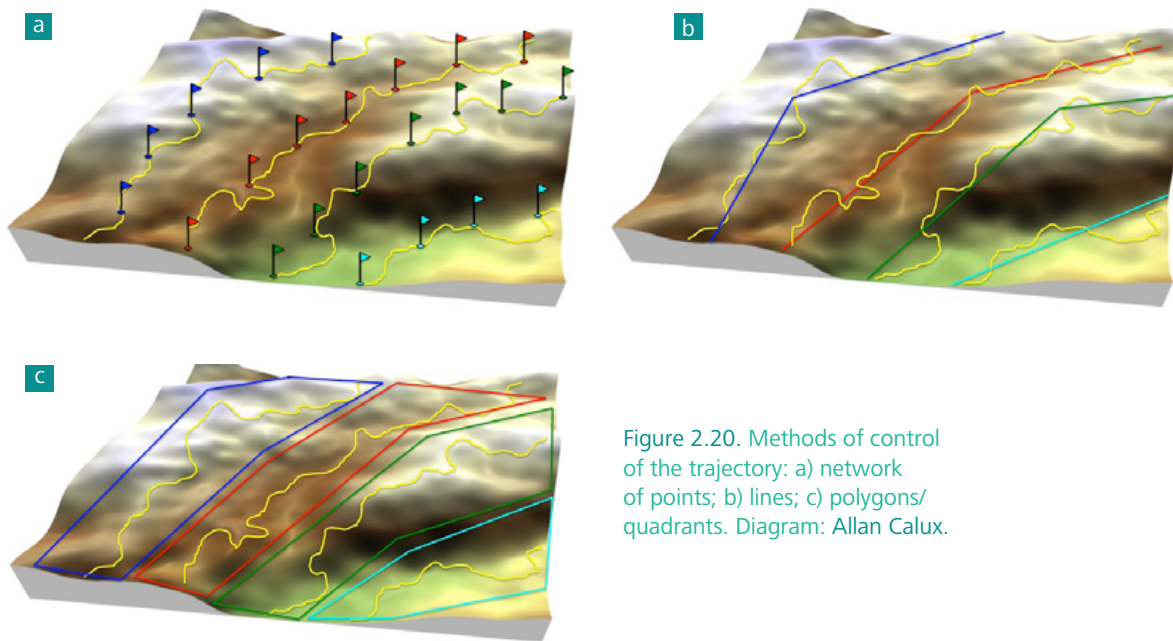 a
b
c
Figure 2.20. Methods of control
of the trajectory: a) network
of points; b) lines; c) polygons/
quadrants. Diagram: Allan Calux.